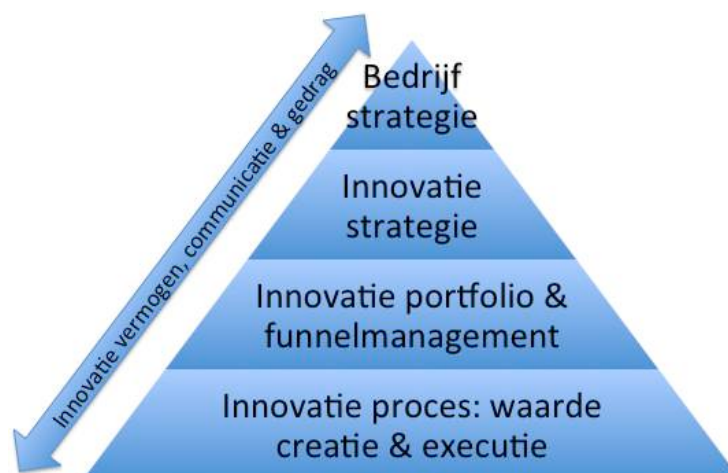 Bedrijf
strategie
Innovatie
strategie
Innovatie portfolio &
funnelmanagement
Innovatie proces: waarde
creatie & executie
Innovatie vermogen, communicatie & gedrag